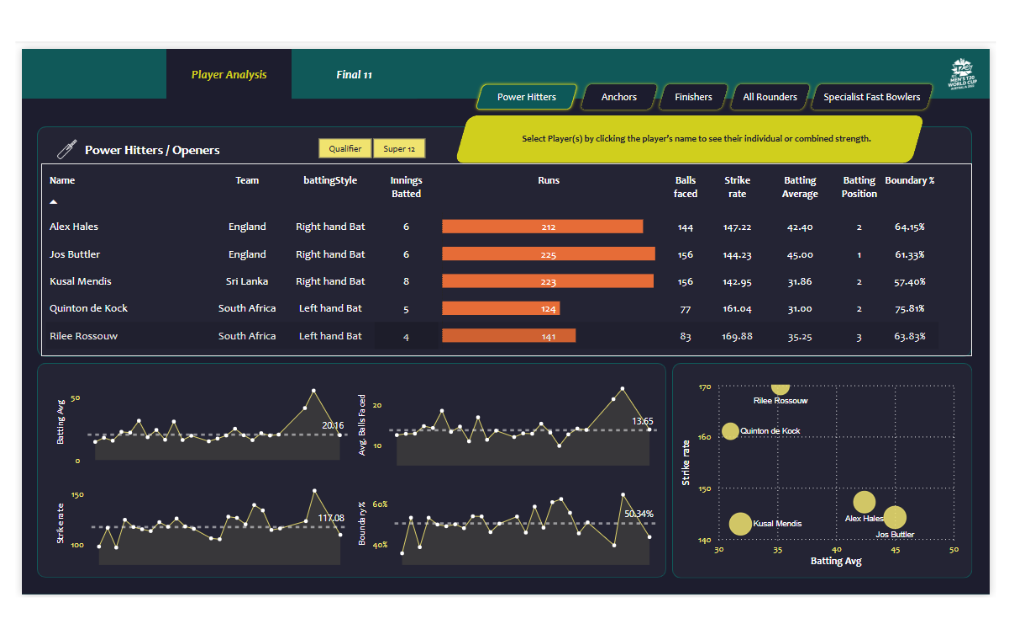 Player Analysis
Final 11
MEN'S T20
WORLD CUP
Power Hitters
Anchors
Finishers
All Rounders
Specialist Fast Bowlers
Select Player(s) by clicking the player's name to see their individual or combined strength.
Power Hitters / Openers
Qualifier
Super 12
Name Team battingStyle Innings Batted Runs Balls faced Strike rate Batting Average Batting Position Boundary %
Alex Hales England Right hand Bat 6 212 144 147.22 42.40 2 64.15%
Jos Buttler England Right hand Bat 6 225 156 144.23 45.00 1 61.33%
Kusal Mendis Sri Lanka Right hand Bat 8 223 156 142.95 31.86 2 57.40%
Quinton de Kock South Africa Left hand Bat 5 124 77 161.04 31.00 2 75.81%
Rilee Rossouw South Africa Left hand Bat 4 141 83 169.88 35.25 3 63.83%
Batting Avg
50
0
20.16
Avg. Balls Faced
20
10
13.65
Strike rate
150
100
117.08
Boundary %
60%
40%
50.34%
Strike rate
170
160
150
140
Rilee Rossouw
Quinton de Kock
Kusal Mendis
Alex Hales
Jos Buttler
30 35 40 45 50
Batting Avg